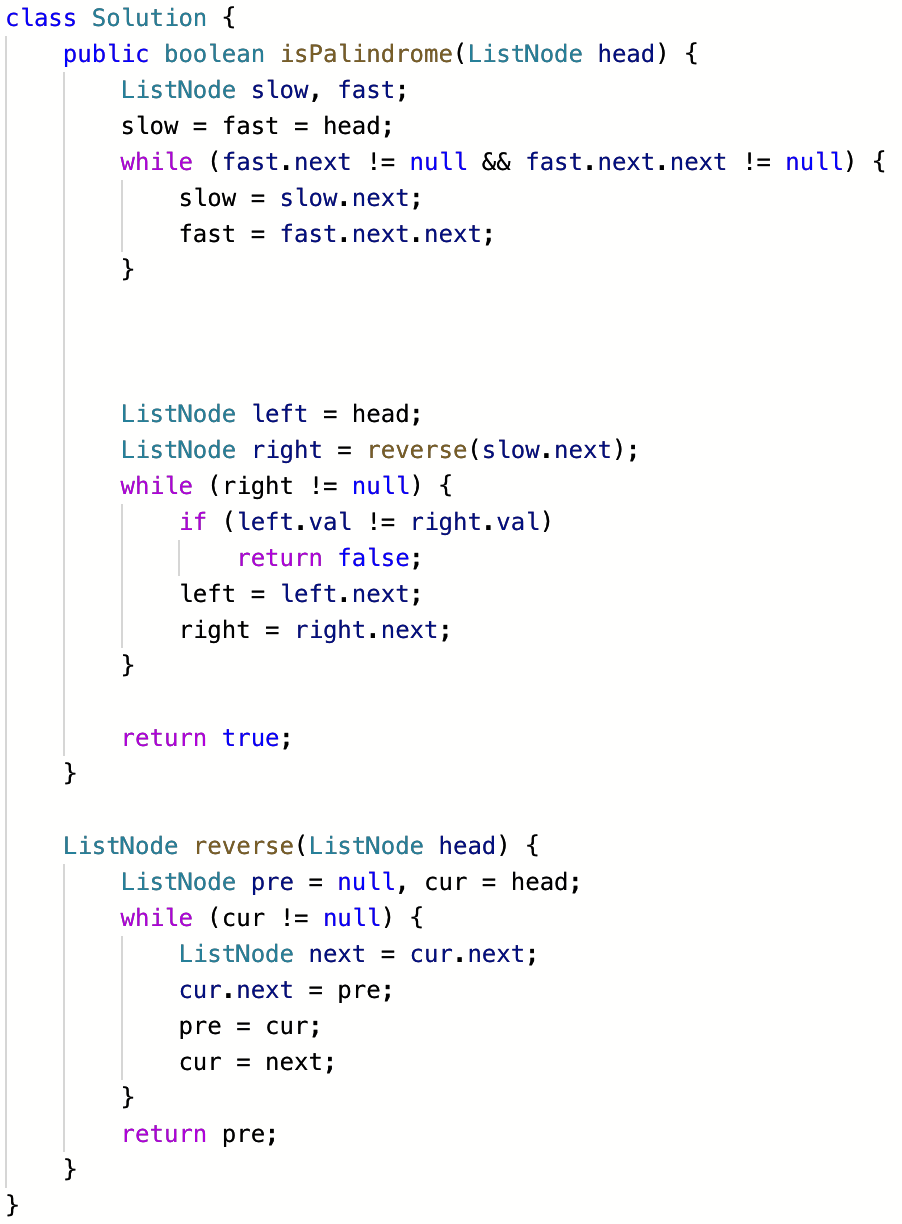 class Solution {
    public boolean isPalindrome(ListNode head) {
        ListNode slow, fast;
        slow = fast = head;
        while (fast.next != null && fast.next.next != null) {
            slow = slow.next;
            fast = fast.next.next;
        }
        ListNode left = head;
        ListNode right = reverse(slow.next);
        while (right != null) {
            if (left.val != right.val)
                return false;
            left = left.next;
            right = right.next;
        }
        return true;
    }
    ListNode reverse(ListNode head) {
        ListNode pre = null, cur = head;
        while (cur != null) {
            ListNode next = cur.next;
            cur.next = pre;
            pre = cur;
            cur = next;
        }
        return pre;
    }
}